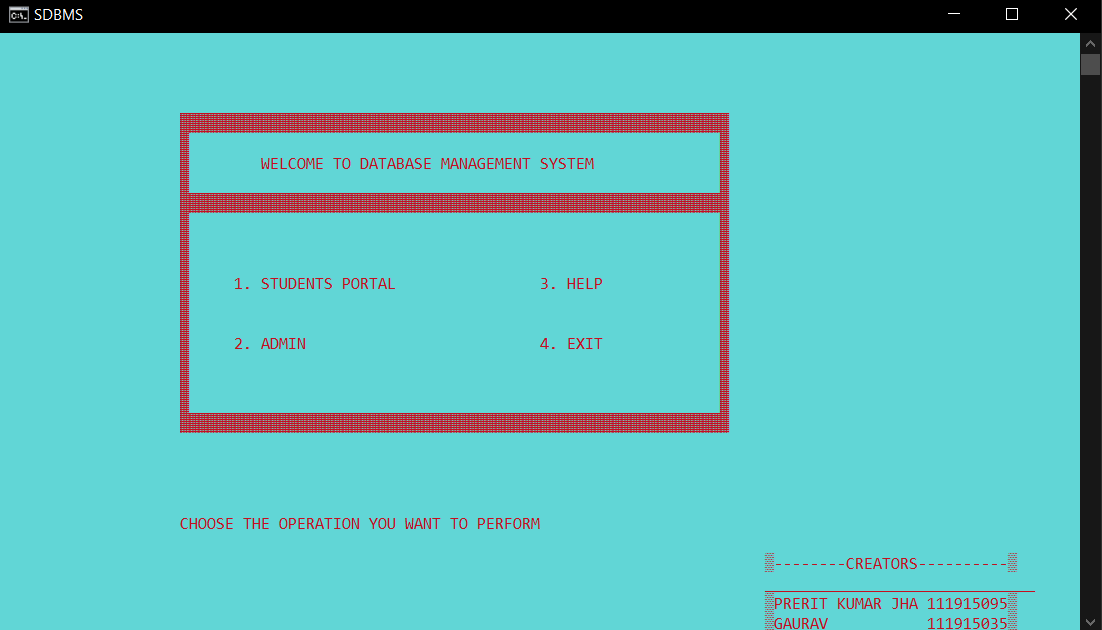 SDBMS
WELCOME TO DATABASE MANAGEMENT SYSTEM
1. STUDENTS PORTAL 3. HELP
2. ADMIN 4. EXIT
CHOOSE THE OPERATION YOU WANT TO PERFORM
--------CREATORS----------
PRERIT KUMAR JHA 111915095
GAURAV 111915035